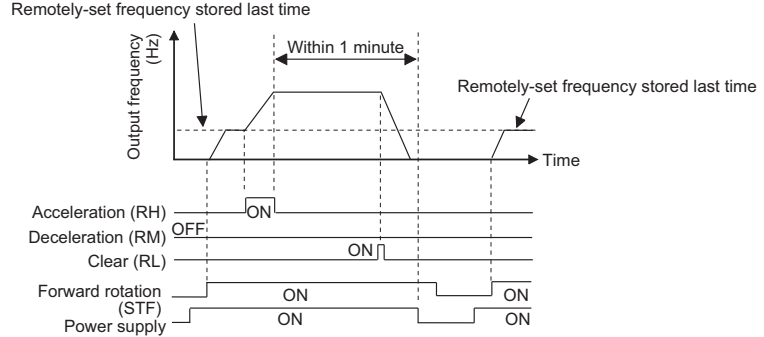 Remotely-set frequency stored last time
Output frequency
(Hz)
Within 1 minute
Remotely-set frequency stored last time
Time
Acceleration (RH)
ON
Deceleration (RM)
OFF
Clear (RL)
ON
Forward rotation
(STF)
ON
ON
Power supply
ON
ON